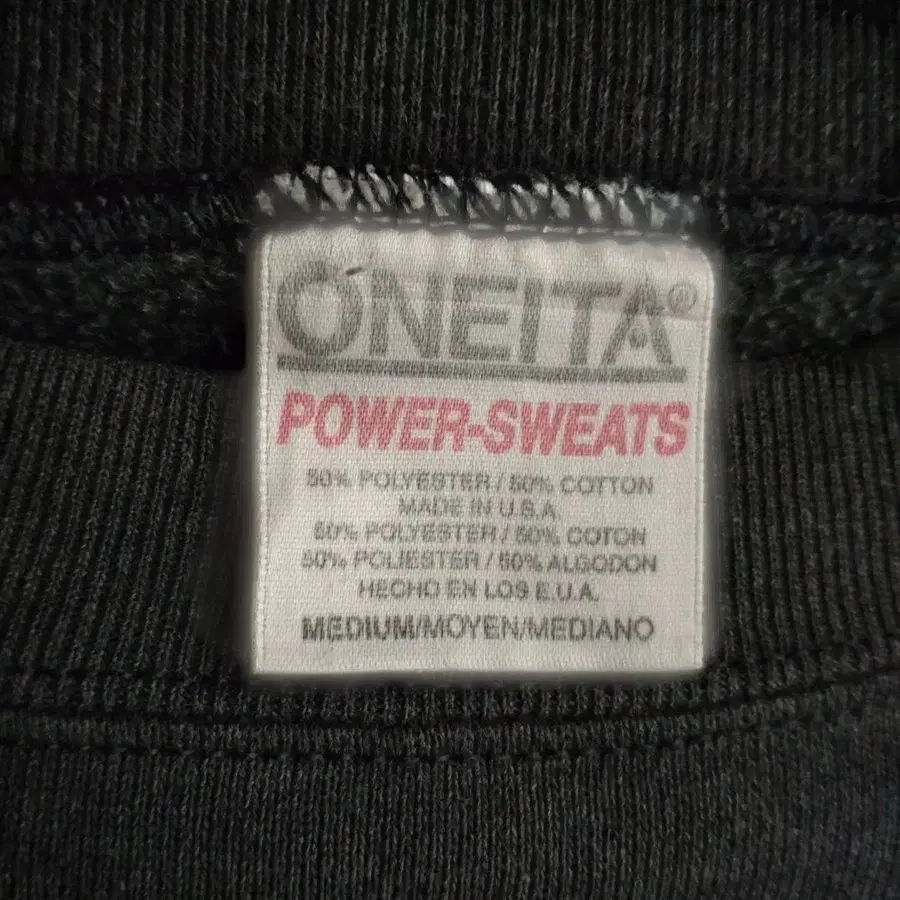 ONEITA®
POWER-SWEATS
50% POLYESTER / 50% COTTON
MADE IN U.S.A.
50% POLYESTER / 50% COTON
50% POLIESTER / 50% ALGODON
HECHO EN LOS E.U.A.
MEDIUM/MOYEN/MEDIANO